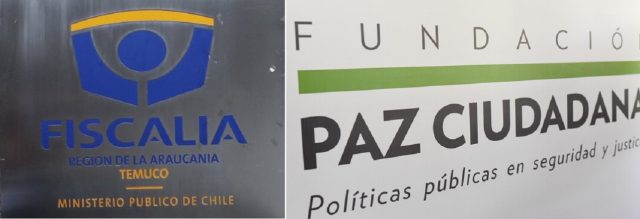 FISCALIA
REGION DE LA ARAUCANIA
TEMUCO
MINISTERIO PUBLICO DE CHILE
FUNDACIÓ
PAZ CIUDADANA
Políticas públicas en seguridad y justic